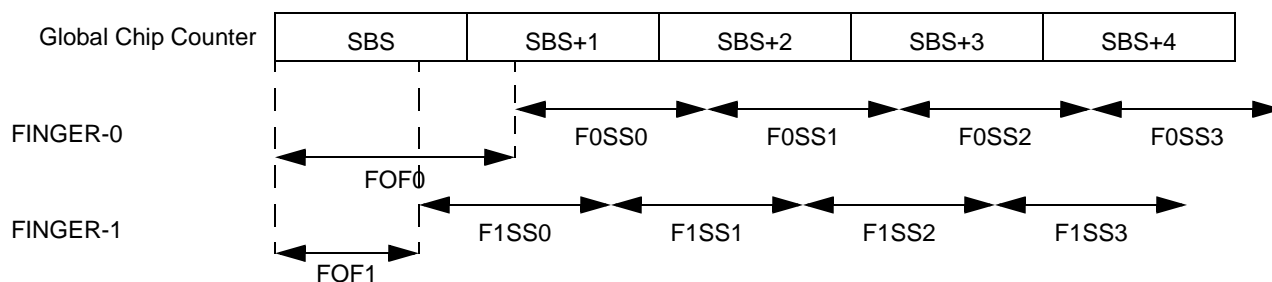 Global Chip Counter SBS SBS+1 SBS+2 SBS+3 SBS+4
FINGER-0
F0SS0 F0SS1 F0SS2 F0SS3
FOF0
FINGER-1
F1SS0 F1SS1 F1SS2 F1SS3
FOF1